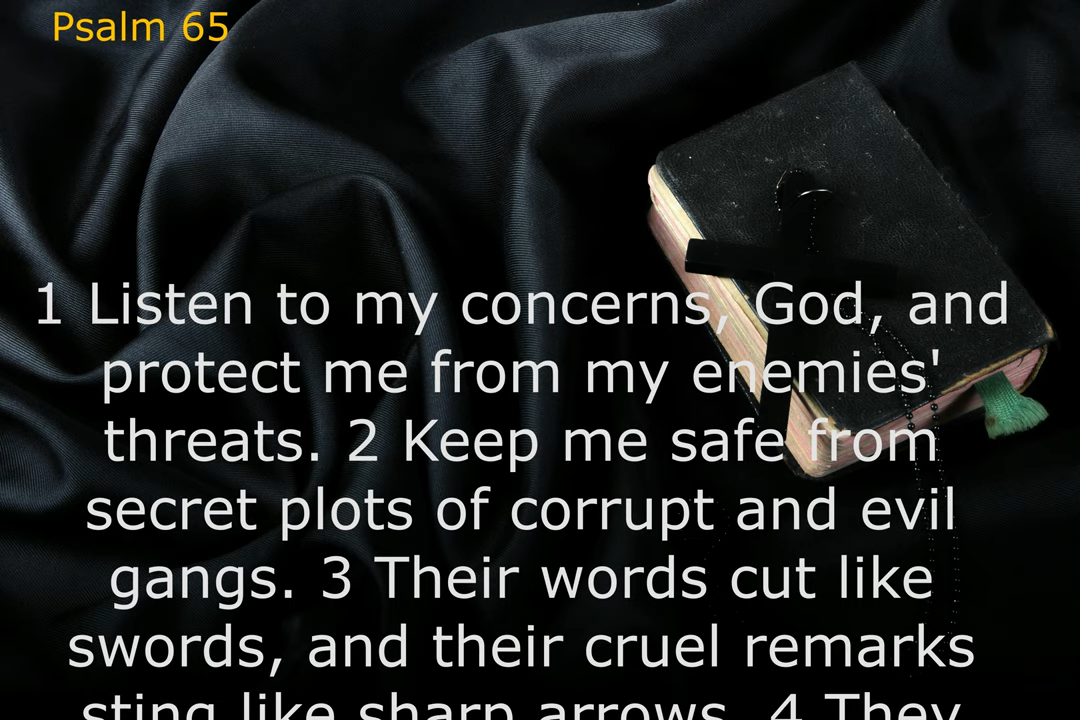 Psalm 65
1 Listen to my concerns, God, and
protect me from my enemies'
threats. 2 Keep me safe from
secret plots of corrupt and evil
gangs. 3 Their words cut like
swords, and their cruel remarks
sting like sharp arrows. 4 They